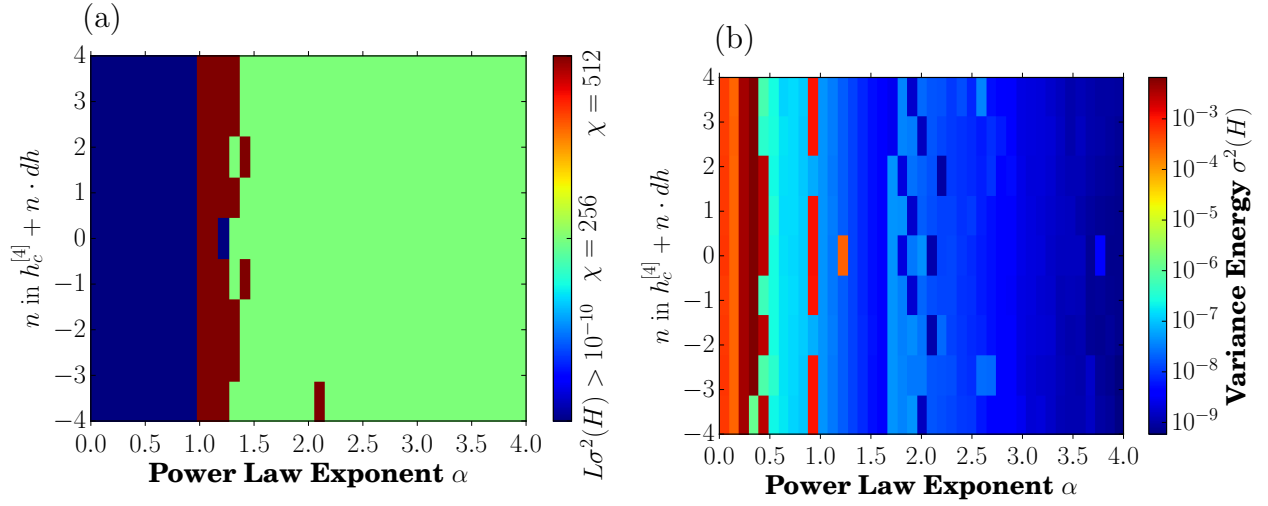 (a)
4
3
2
1
0
−1
−2
−3
−4
n in h_c^{[4]} + n · dh
0.0 0.5 1.0 1.5 2.0 2.5 3.0 3.5 4.0
Power Law Exponent α
Lσ²(H) > 10⁻¹⁰ χ = 256 χ = 512
(b)
4
3
2
1
0
−1
−2
−3
−4
n in h_c^{[4]} + n · dh
0.0 0.5 1.0 1.5 2.0 2.5 3.0 3.5 4.0
Power Law Exponent α
10⁻³
10⁻⁴
10⁻⁵
10⁻⁶
10⁻⁷
10⁻⁸
10⁻⁹
Variance Energy σ²(H)